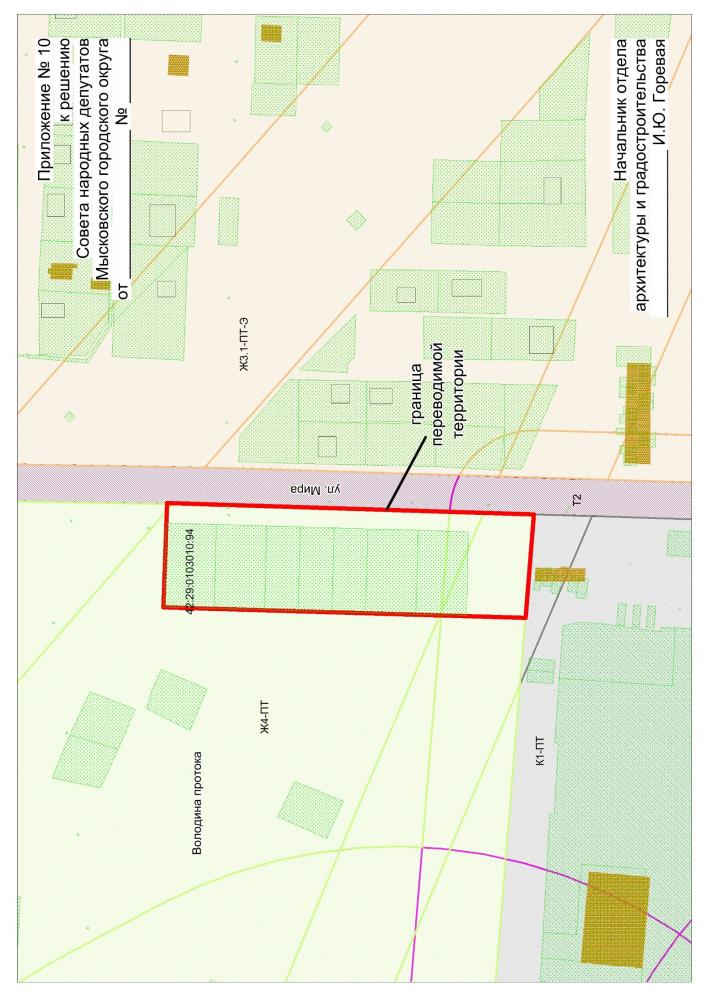 Приложение № 10
к решению
Совета народных депутатов
Мысковского городского округа
от № 
Ж3.1-ПТ-Э
граница
переводимой
территории
ул. Мира
Т2
42:29:0103010:94
Ж4-ПТ
Володина протока
К1-ПТ
Начальник отдела
архитектуры и градостроительства
И.Ю. Горевая